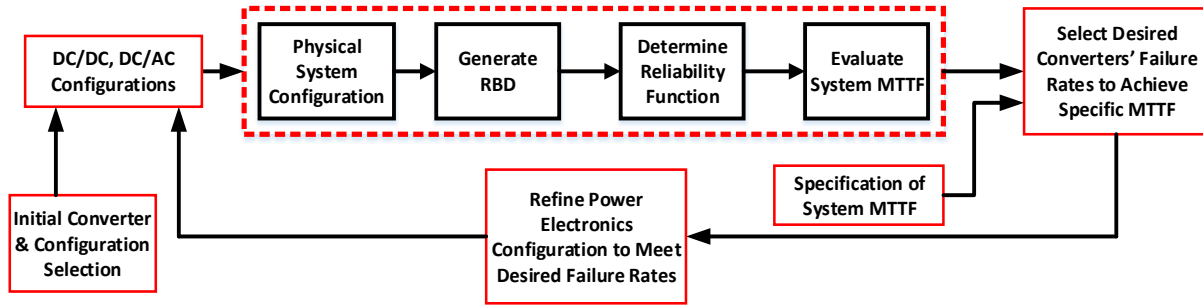 DC/DC, DC/AC
Configurations
Physical
System
Configuration
Generate
RBD
Determine
Reliability
Function
Evaluate
System MTTF
Select Desired
Converters' Failure
Rates to Achieve
Specific MTTF
Specification of
System MTTF
Refine Power
Electronics
Configuration to Meet
Desired Failure Rates
Initial Converter
& Configuration
Selection